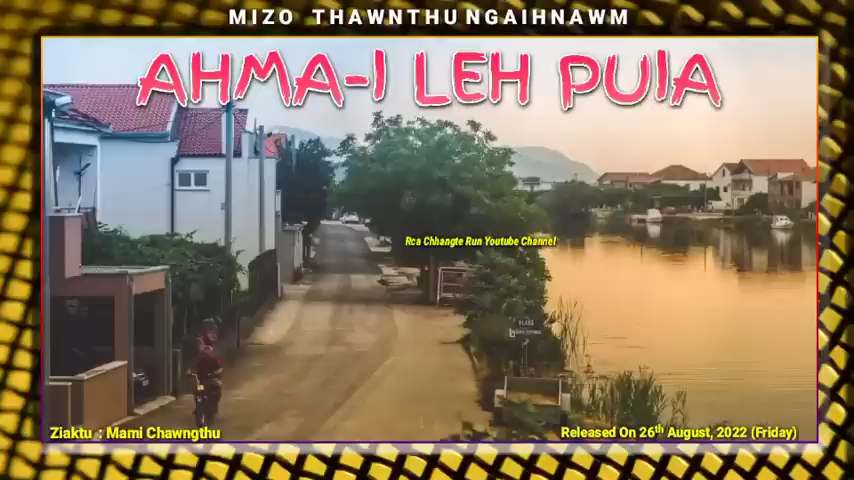 MIZO THAWNTHU NGAIHNAWM
AHMA-I LEH PUIA
Rca Chhangte Run Youtube Channel
Ziaktu : Mami Chawngthu
Released On 26th August, 2022 (Friday)